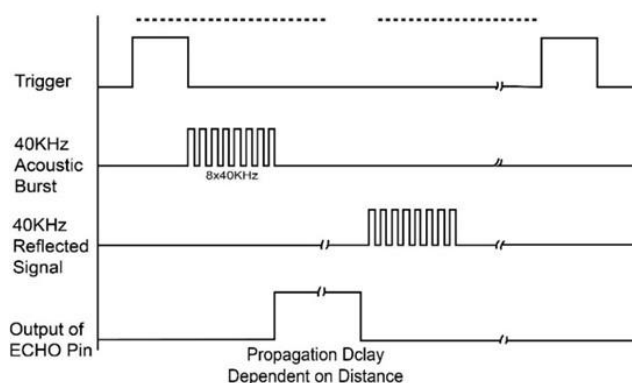 Trigger
40KHz
Acoustic
Burst
8x40KHz
40KHz
Reflected
Signal
Output of
ECHO Pin
Propagation Dclay
Dependent on Distance